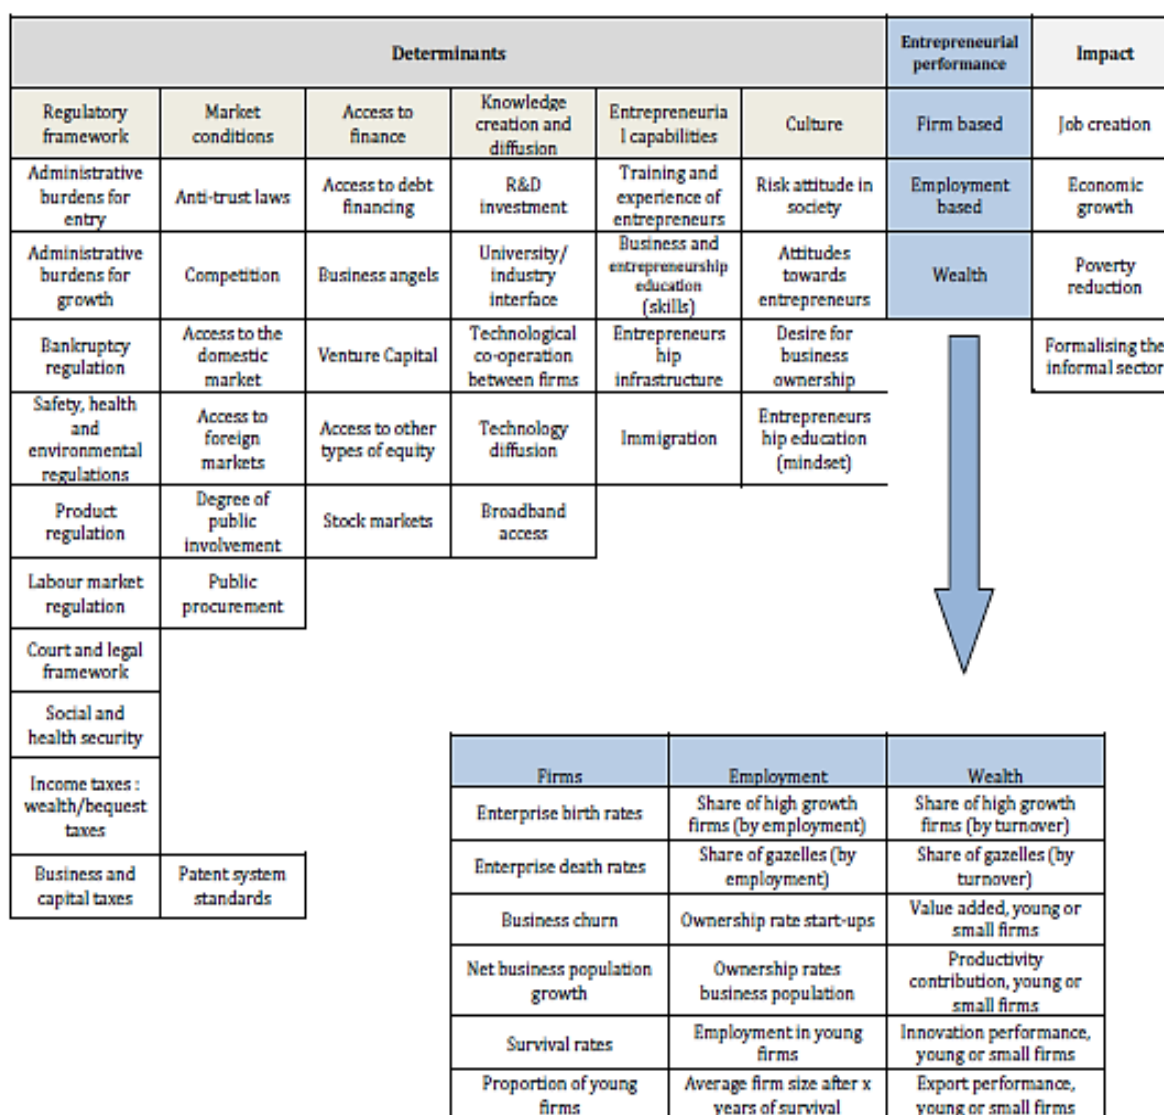 Determinants
Entrepreneurial
performance
Impact
Regulatory
framework
Market
conditions
Access to
finance
Knowledge
creation and
diffusion
Entrepreneuria
l capabilities
Culture
Firm based
Job creation
Administrative
burdens for
entry
Anti-trust laws
Access to debt
financing
R&D
investment
Training and
experience of
entrepreneurs
Risk attitude in
society
Employment
based
Economic
growth
Administrative
burdens for
growth
Competition
Business angels
University/
industry
interface
Business and
entrepreneurship
education
(skills)
Attitudes
towards
entrepreneurs
Wealth
Poverty
reduction
Bankruptcy
regulation
Access to the
domestic
market
Venture Capital
Technological
co-operation
between firms
Entrepreneurs
hip
infrastructure
Desire for
business
ownership
Formalising the
informal sector
Safety, health
and
environmental
regulations
Access to
foreign
markets
Access to other
types of equity
Technology
diffusion
Immigration
Entrepreneurs
hip education
(mindset)
Product
regulation
Degree of
public
involvement
Stock markets
Broadband
access
Labour market
regulation
Public
procurement
Court and legal
framework
Social and
health security
Income taxes :
wealth/bequest
taxes
Business and
capital taxes
Patent system
standards
Firms
Employment
Wealth
Enterprise birth rates
Share of high growth
firms (by employment)
Share of high growth
firms (by turnover)
Enterprise death rates
Share of gazelles (by
employment)
Share of gazelles (by
turnover)
Business churn
Ownership rate start-ups
Value added, young or
small firms
Net business population
growth
Ownership rates
business population
Productivity
contribution, young or
small firms
Survival rates
Employment in young
firms
Innovation performance,
young or small firms
Proportion of young
firms
Average firm size after x
years of survival
Export performance,
young or small firms